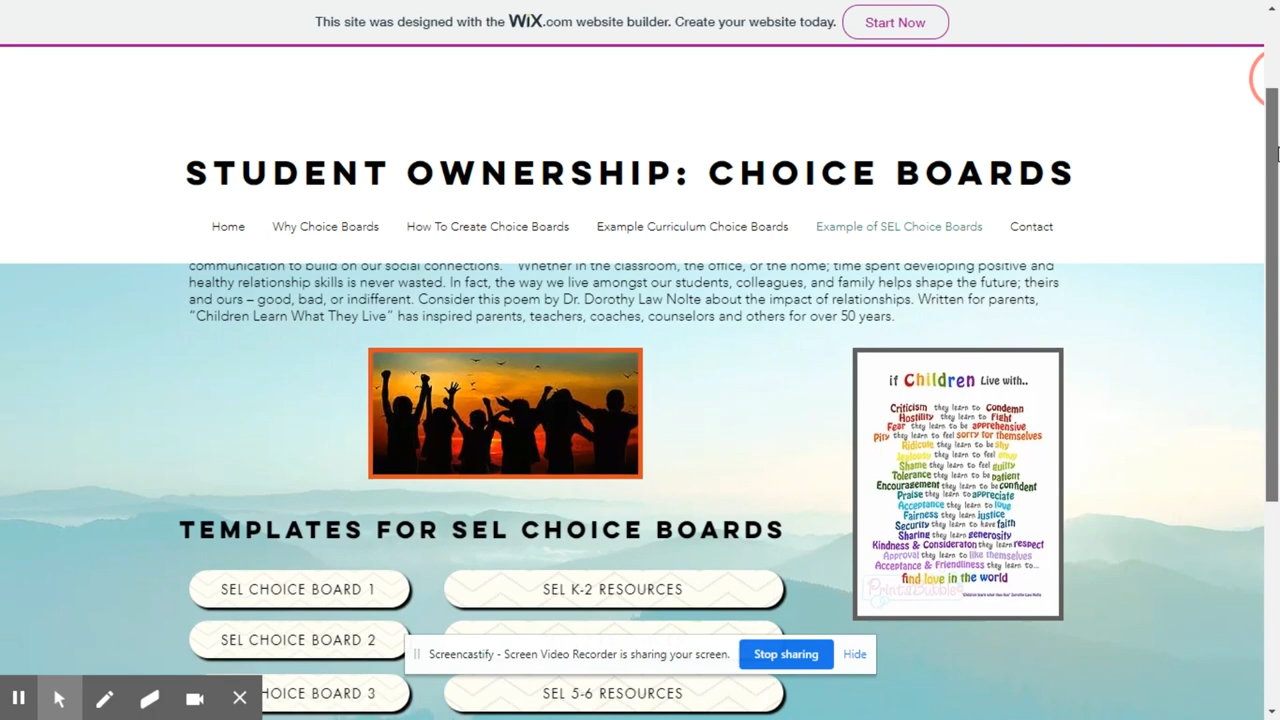 This site was designed with the WiX.com website builder. Create your website today.
Start Now
STUDENT OWNERSHIP: CHOICE BOARDS
Home Why Choice Boards How To Create Choice Boards Example Curriculum Choice Boards Example of SEL Choice Boards Contact
communication to build on our social connections. Whether in the classroom, the office, or the home; time spent developing positive and
healthy relationship skills is never wasted. In fact, the way we live amongst our students, colleagues, and family helps shape the future; theirs
and ours – good, bad, or indifferent. Consider this poem by Dr. Dorothy Law Nolte about the impact of relationships. Written for parents,
"Children Learn What They Live" has inspired parents, teachers, coaches, counselors and others for over 50 years.
if Children Live with..
Criticism they learn to Condemn
Hostility they learn to Fight
Fear they learn to be apprehensive
Pity they learn to feel sorry for themselves
Ridicule they learn to be shy
Jealousy they learn to feel envy
Shame they learn to feel guilty
Tolerance they learn to be patient
Encouragement they learn to be confident
Praise they learn to appreciate
Acceptance they learn to love
Fairness they learn justice
Security they learn to have faith
Sharing they learn generosity
Kindness & Consideraton they learn respect
Approval they learn to like themselves
Acceptance & Friendliness they learn to...
find love in the world
TEMPLATES FOR SEL CHOICE BOARDS
SEL CHOICE BOARD 1
SEL K-2 RESOURCES
SEL CHOICE BOARD 2
Screencastify - Screen Video Recorder is sharing your screen.
Stop sharing
Hide
HOICE BOARD 3
SEL 5-6 RESOURCES